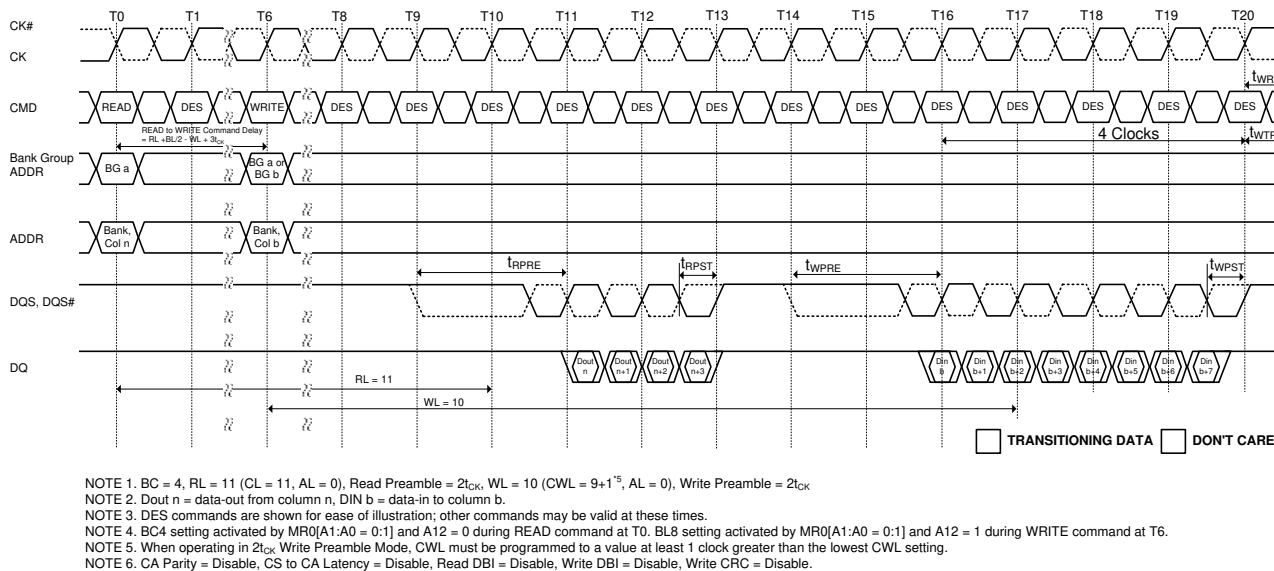 T0 T1 T6 T8 T9 T10 T11 T12 T13 T14 T15 T16 T17 T18 T19 T20
CK#
CK
tWR
CMD READ DES WRITE DES DES DES DES DES DES DES DES DES DES DES DES DES
READ to WRITE Command Delay
= RL +BL/2 - WL + 3tCK
4 Clocks tWTR
Bank Group
ADDR
BG a
BG a or
BG b
ADDR
Bank,
Col n
Bank,
Col b
tRPRE tRPST tWPRE tWPST
DQS, DQS#
DQ
Dout
n
Dout
n+1
Dout
n+2
Dout
n+3
Din
b
Din
b+1
Din
b+2
Din
b+3
Din
b+4
Din
b+5
Din
b+6
Din
b+7
RL = 11
WL = 10
TRANSITIONING DATA DON'T CARE
NOTE 1. BC = 4, RL = 11 (CL = 11, AL = 0), Read Preamble = 2tCK, WL = 10 (CWL = 9+1*5, AL = 0), Write Preamble = 2tCK
NOTE 2. Dout n = data-out from column n, DIN b = data-in to column b.
NOTE 3. DES commands are shown for ease of illustration; other commands may be valid at these times.
NOTE 4. BC4 setting activated by MR0[A1:A0 = 0:1] and A12 = 0 during READ command at T0. BL8 setting activated by MR0[A1:A0 = 0:1] and A12 = 1 during WRITE command at T6.
NOTE 5. When operating in 2tCK Write Preamble Mode, CWL must be programmed to a value at least 1 clock greater than the lowest CWL setting.
NOTE 6. CA Parity = Disable, CS to CA Latency = Disable, Read DBI = Disable, Write DBI = Disable, Write CRC = Disable.